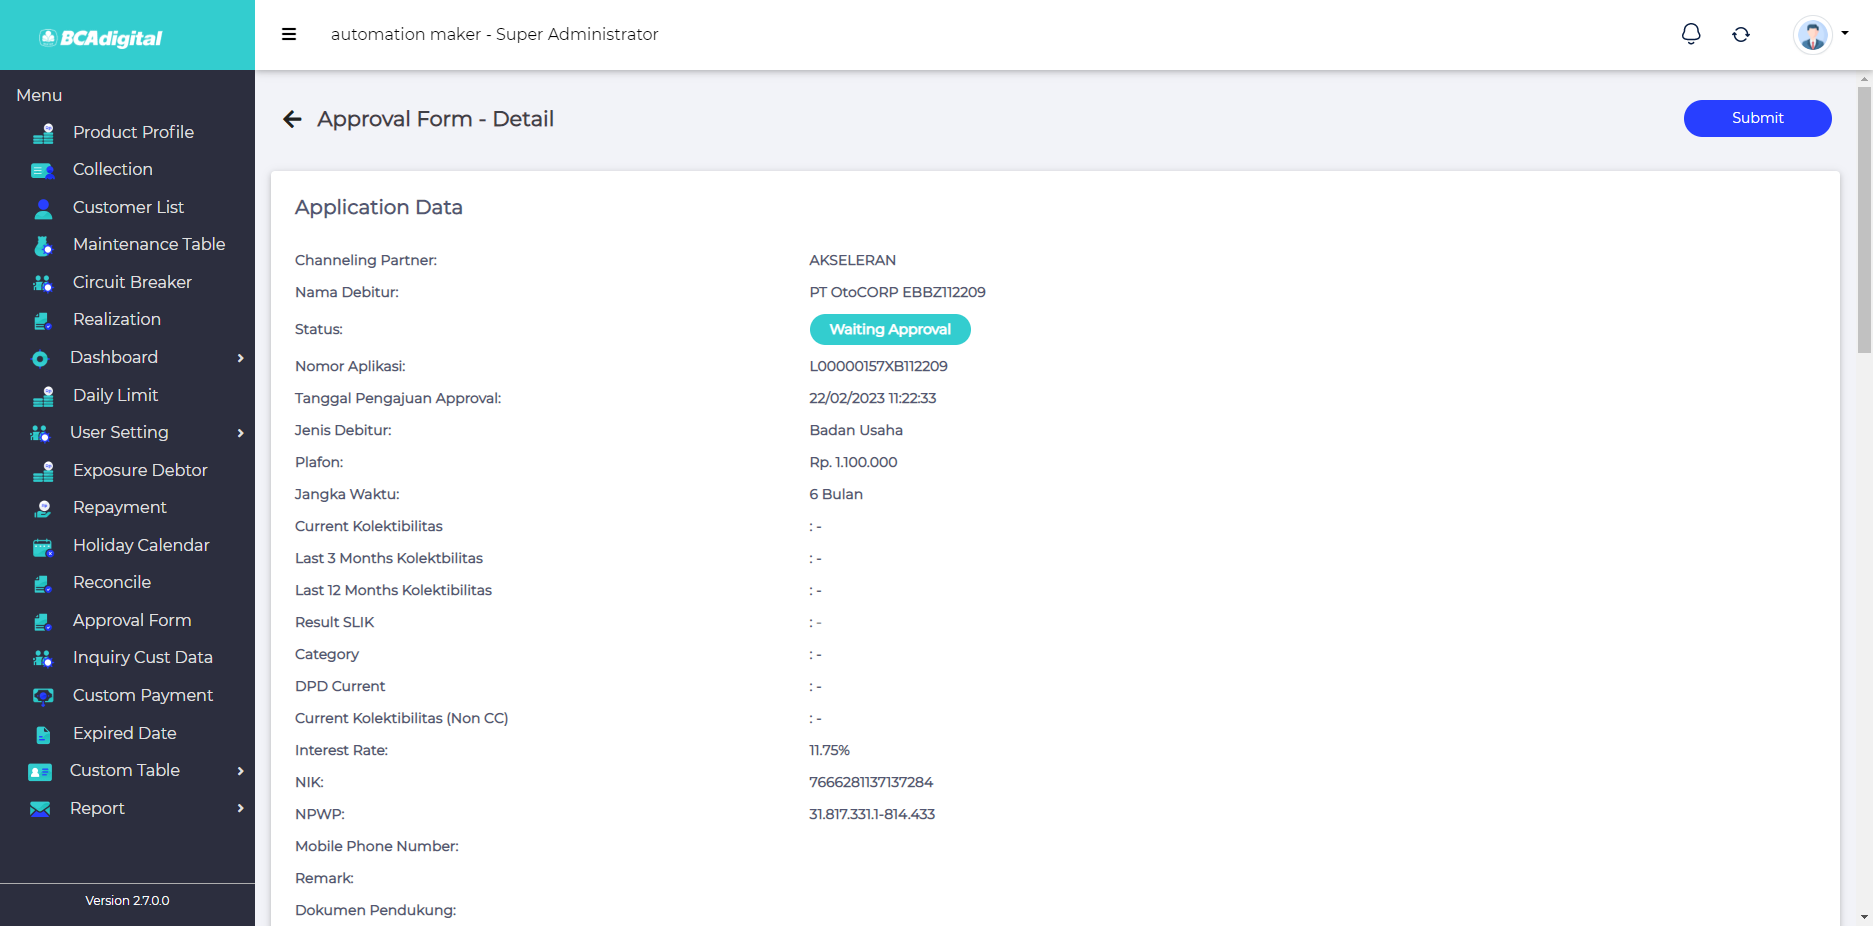 BCAdigital
automation maker - Super Administrator
Menu
Product Profile
Collection
Customer List
Maintenance Table
Circuit Breaker
Realization
Dashboard
Daily Limit
User Setting
Exposure Debtor
Repayment
Holiday Calendar
Reconcile
Approval Form
Inquiry Cust Data
Custom Payment
Expired Date
Custom Table
Report
Version 2.7.0.0
Approval Form - Detail
Submit
Application Data
Channeling Partner: AKSELERAN
Nama Debitur: PT OtoCORP EBBZ112209
Status: Waiting Approval
Nomor Aplikasi: L00000157XB112209
Tanggal Pengajuan Approval: 22/02/2023 11:22:33
Jenis Debitur: Badan Usaha
Plafon: Rp. 1.100.000
Jangka Waktu: 6 Bulan
Current Kolektibilitas : -
Last 3 Months Kolektbilitas : -
Last 12 Months Kolektibilitas : -
Result SLIK : -
Category : -
DPD Current : -
Current Kolektibilitas (Non CC) : -
Interest Rate: 11.75%
NIK: 7666281137137284
NPWP: 31.817.331.1-814.433
Mobile Phone Number:
Remark:
Dokumen Pendukung: